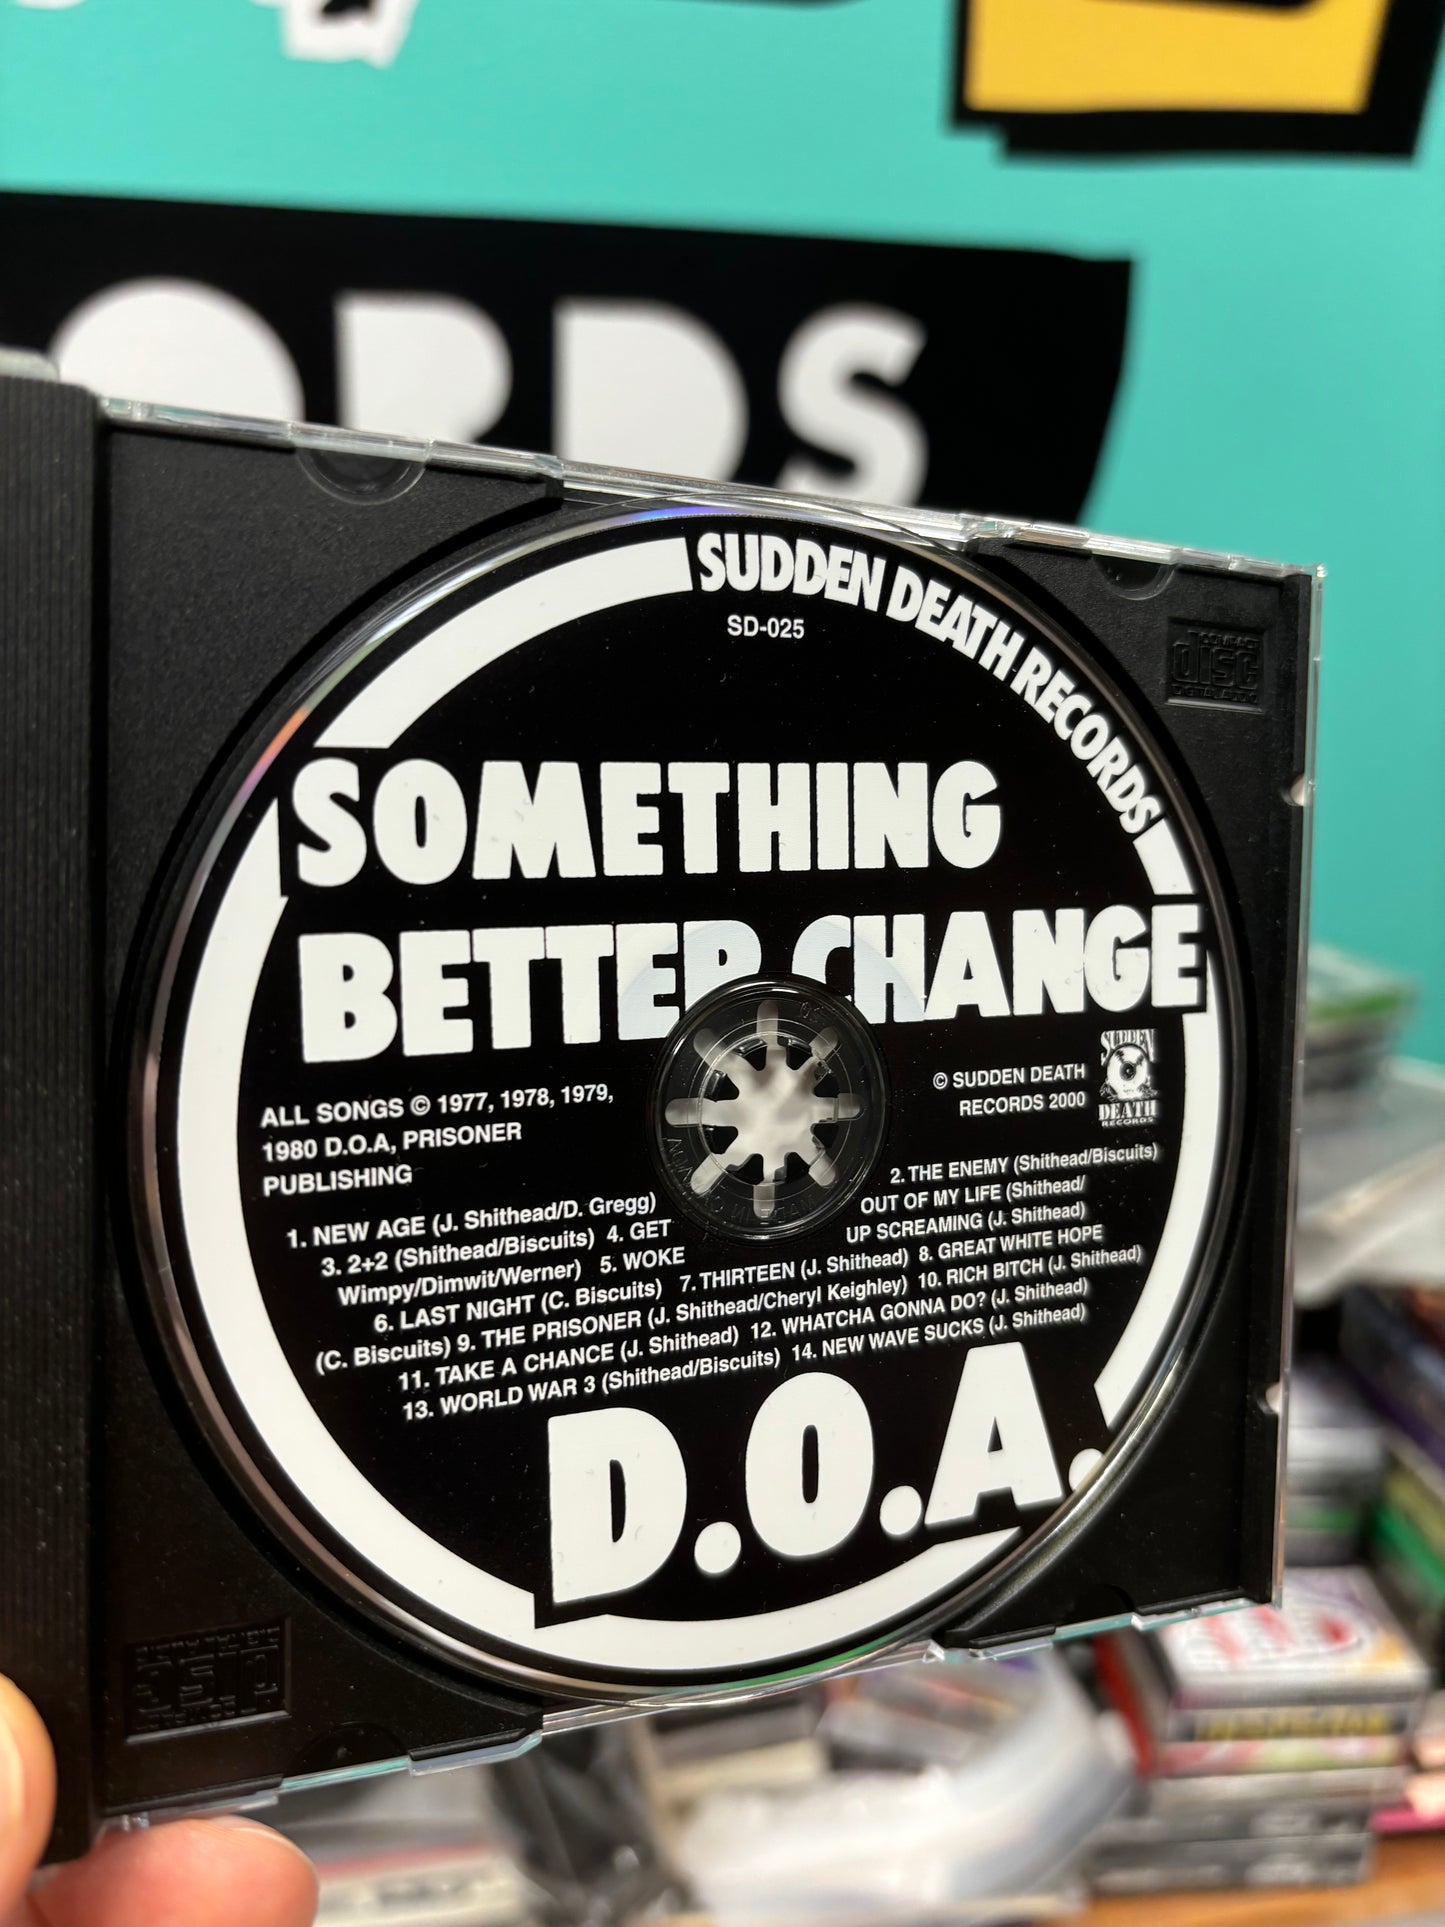 RDS
SUDDEN DEATH RECORDS
SD-025
COMPACT
disc
DIGITAL AUDIO
SOMETHING
BETTER CHANGE
ALL SONGS © 1977, 1978, 1979,
1980 D.O.A, PRISONER
PUBLISHING
© SUDDEN DEATH
RECORDS 2000
SUDDEN
DEATH
RECORDS
1. NEW AGE (J. Shithead/D. Gregg) 2. THE ENEMY (Shithead/Biscuits)
3. 2+2 (Shithead/Biscuits) 4. GET OUT OF MY LIFE (Shithead/
Wimpy/Dimwit/Werner) 5. WOKE UP SCREAMING (J. Shithead)
6. LAST NIGHT (C. Biscuits) 7. THIRTEEN (J. Shithead) 8. GREAT WHITE HOPE
(C. Biscuits) 9. THE PRISONER (J. Shithead/Cheryl Keighley) 10. RICH BITCH (J. Shithead)
11. TAKE A CHANCE (J. Shithead) 12. WHATCHA GONNA DO? (J. Shithead)
13. WORLD WAR 3 (Shithead/Biscuits) 14. NEW WAVE SUCKS (J. Shithead)
D.O.A.